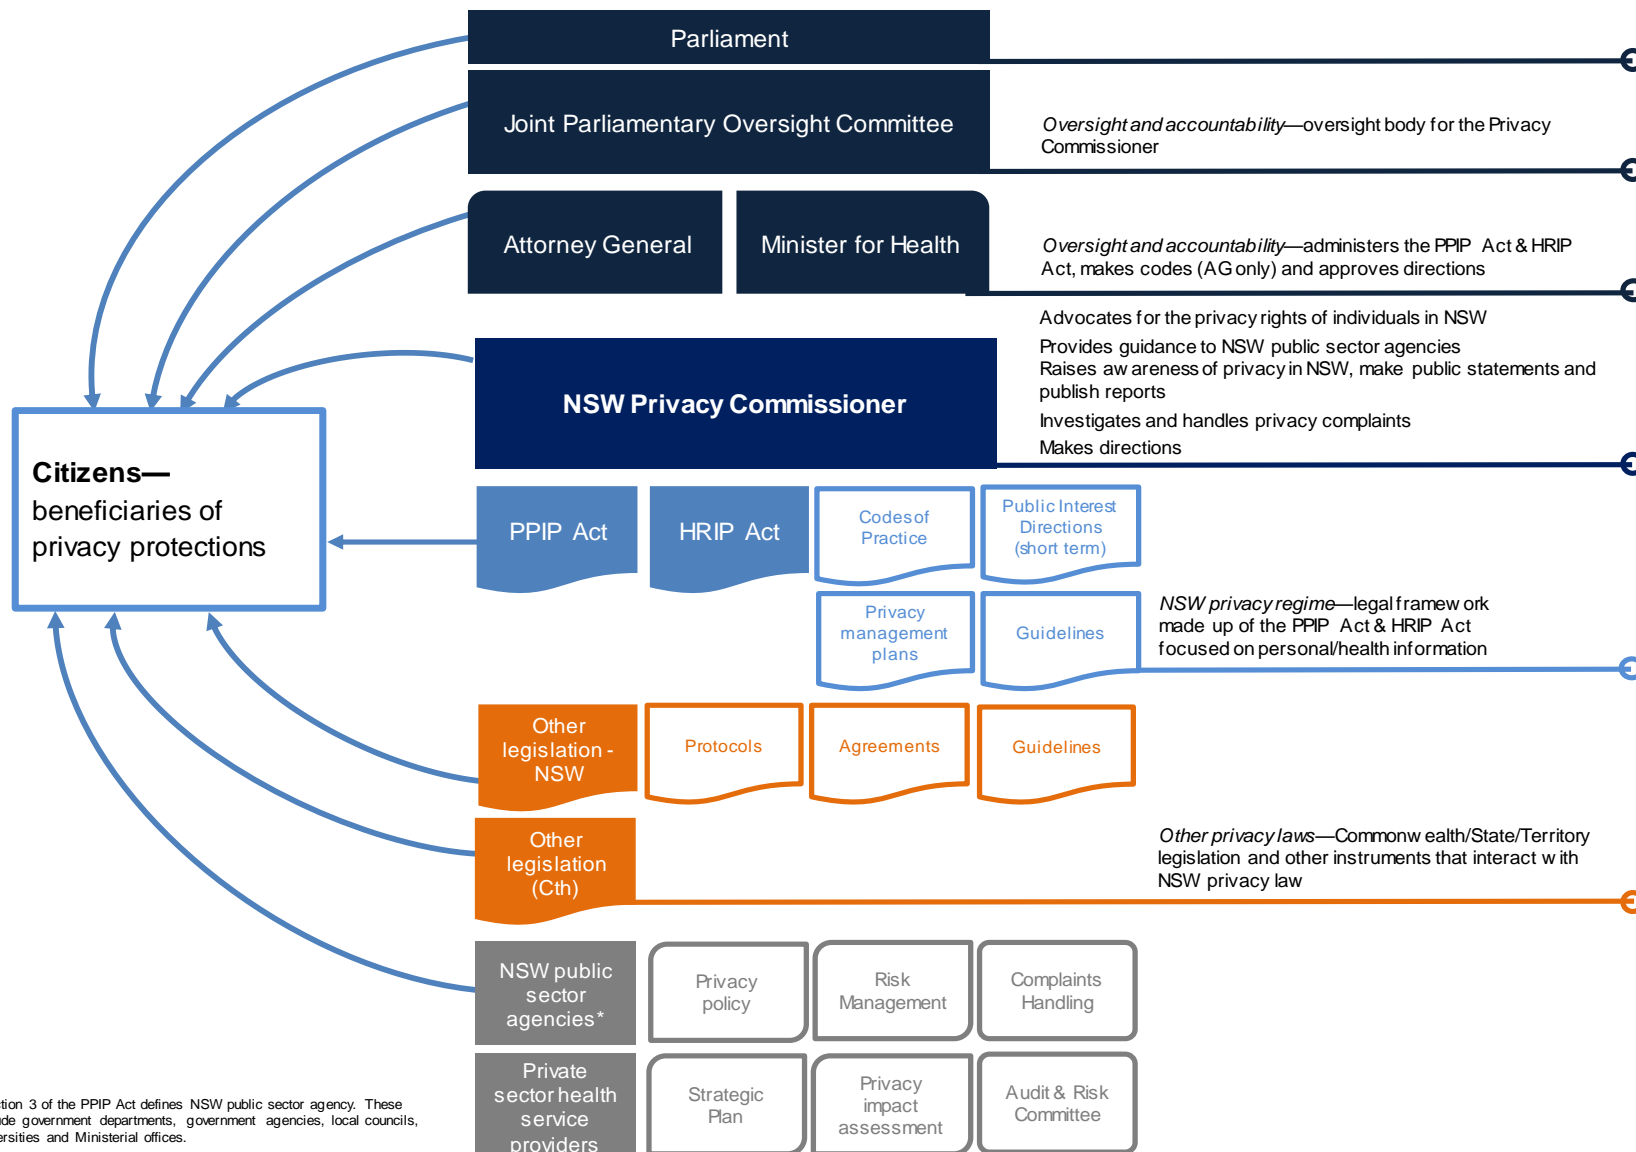 Parliament
Joint Parliamentary Oversight Committee
Oversight and accountability—oversight body for the Privacy
Commissioner
Attorney General
Minister for Health
Oversight and accountability—administers the PPIP Act & HRIP
Act, makes codes (AG only) and approves directions
NSW Privacy Commissioner
Advocates for the privacy rights of individuals in NSW
Provides guidance to NSW public sector agencies
Raises awareness of privacy in NSW, make public statements and
publish reports
Investigates and handles privacy complaints
Makes directions
Citizens—
beneficiaries of
privacy protections
PPIP Act
HRIP Act
Codes of
Practice
Public Interest
Directions
(short term)
Privacy
management
plans
Guidelines
NSW privacy regime—legal framework
made up of the PPIP Act & HRIP Act
focused on personal/health information
Other
legislation -
NSW
Protocols
Agreements
Guidelines
Other
legislation
(Cth)
Other privacy laws—Commonwealth/State/Territory
legislation and other instruments that interact with
NSW privacy law
NSW public
sector
agencies*
Privacy
policy
Risk
Management
Complaints
Handling
Private
sector health
service
providers
Strategic
Plan
Privacy
impact
assessment
Audit & Risk
Committee
3 of the PPIP Act defines NSW public sector agency. These
government departments, government agencies, local councils,
and Ministerial offices.